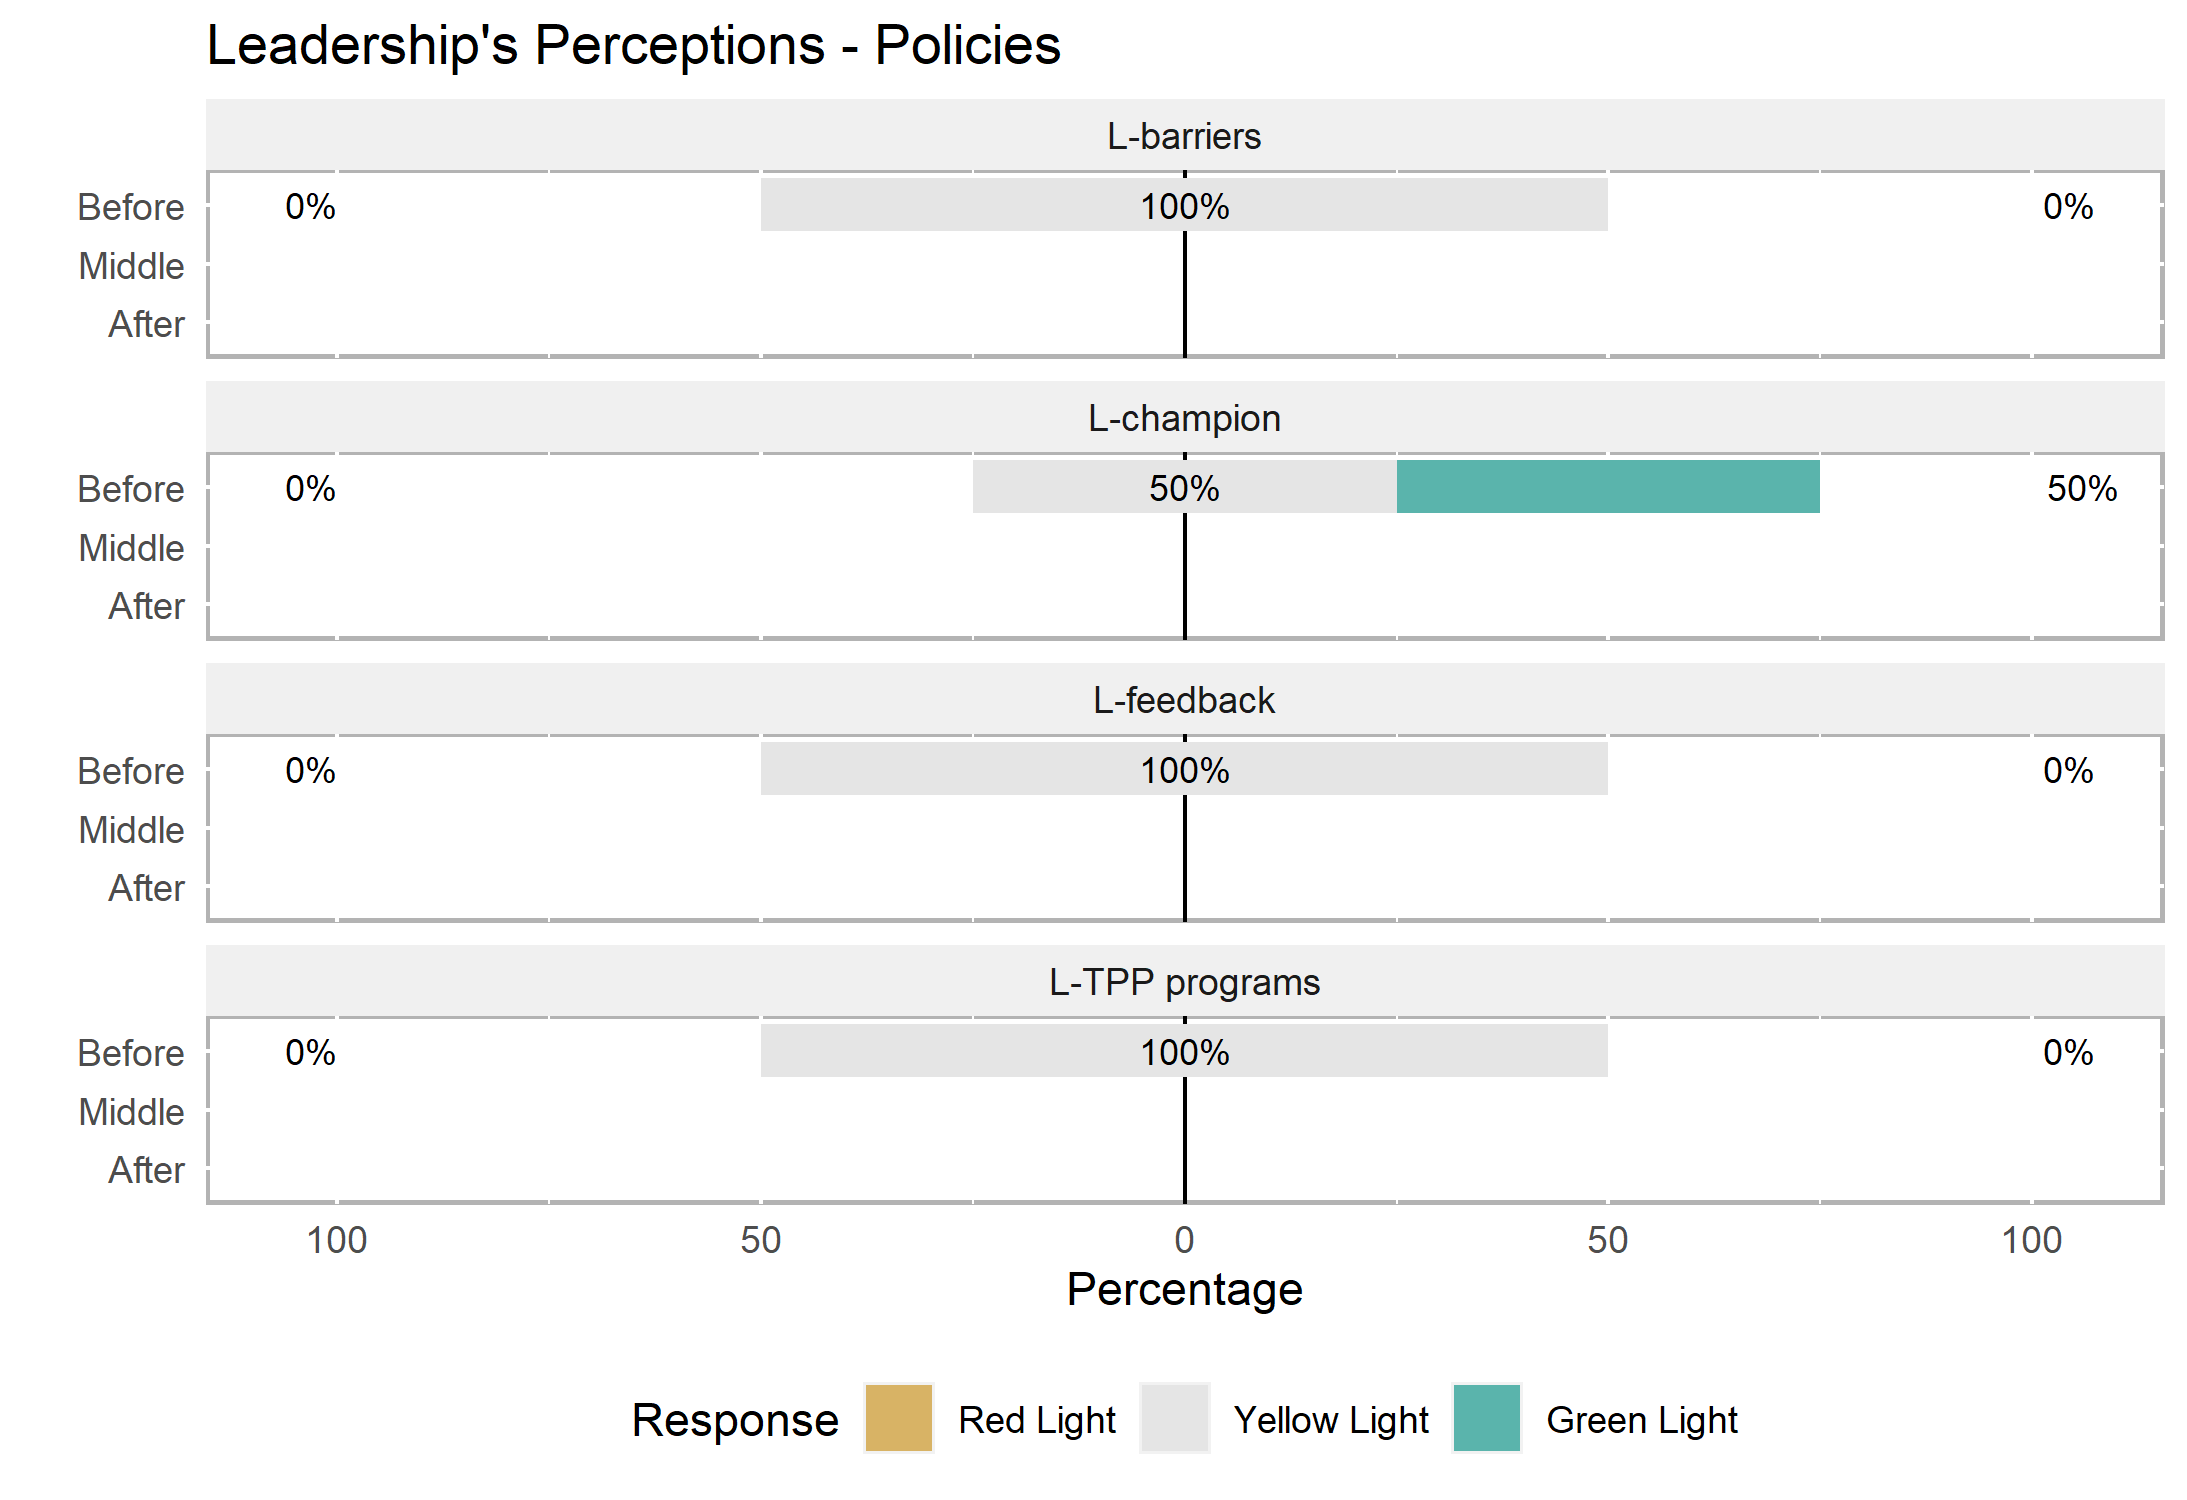 Leadership's Perceptions - Policies
L-barriers
Before 0% 100% 0%
Middle
After
L-champion
Before 0% 50% 50%
Middle
After
L-feedback
Before 0% 100% 0%
Middle
After
L-TPP programs
Before 0% 100% 0%
Middle
After
100 50 0 50 100
Percentage
Response Red Light Yellow Light Green Light